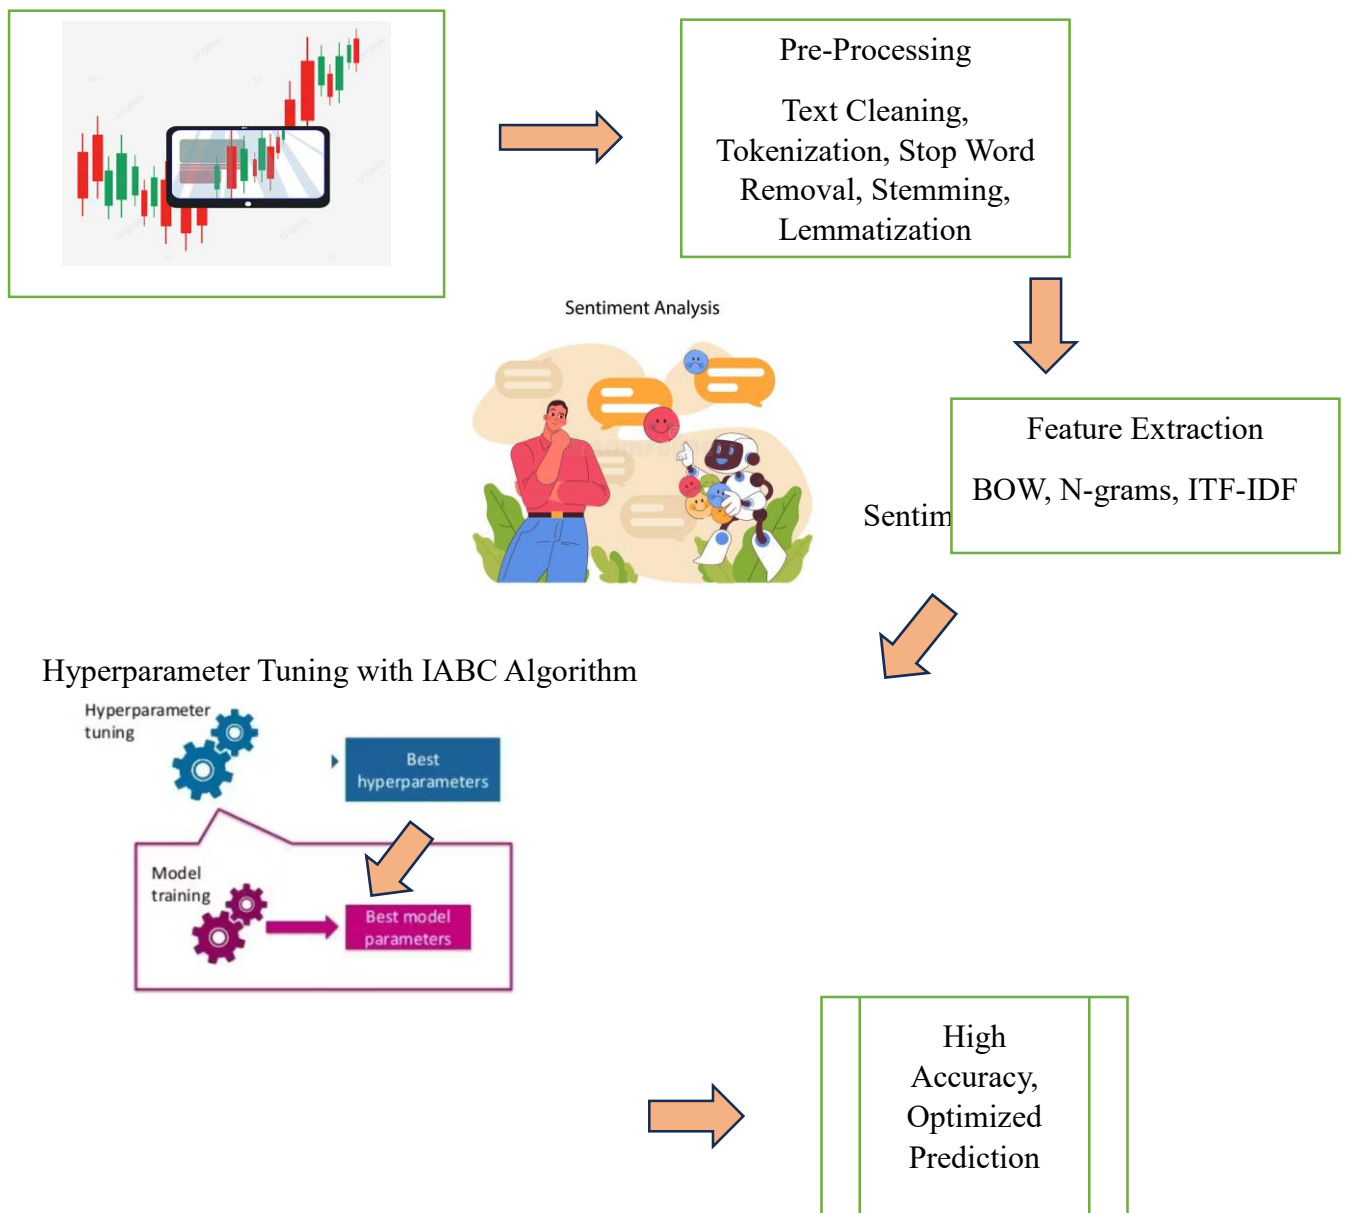 Pre-Processing
Text Cleaning,
Tokenization, Stop Word
Removal, Stemming,
Lemmatization
Sentiment Analysis
Feature Extraction
BOW, N-grams, ITF-IDF
Sentim
Hyperparameter Tuning with IABC Algorithm
Hyperparameter
tuning
Best
hyperparameters
Model
training
Best model
parameters
High
Accuracy,
Optimized
Prediction